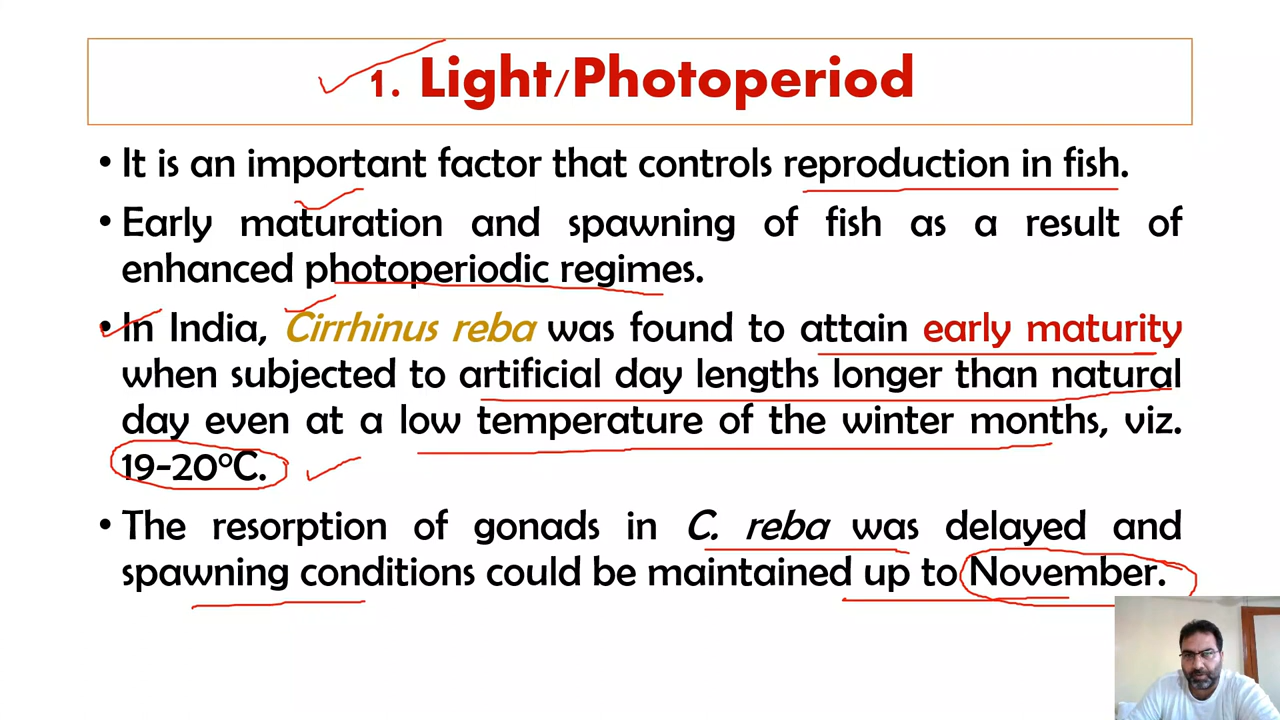 1. Light/Photoperiod
• It is an important factor that controls reproduction in fish.
• Early maturation and spawning of fish as a result of
enhanced photoperiodic regimes.
• In India, Cirrhinus reba was found to attain early maturity
when subjected to artificial day lengths longer than natural
day even at a low temperature of the winter months, viz.
19-20°C.
• The resorption of gonads in C. reba was delayed and
spawning conditions could be maintained up to November.